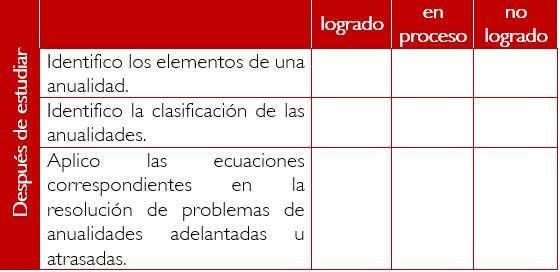 logrado
en
proceso
no
logrado
Después de estudiar
Identifico los elementos de una
anualidad.
Identifico la clasificación de las
anualidades.
Aplico las ecuaciones
correspondientes en la
resolución de problemas de
anualidades adelantadas u
atrasadas.